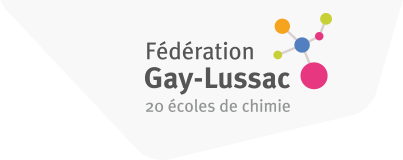 Fédération
Gay-Lussac
20 écoles de chimie